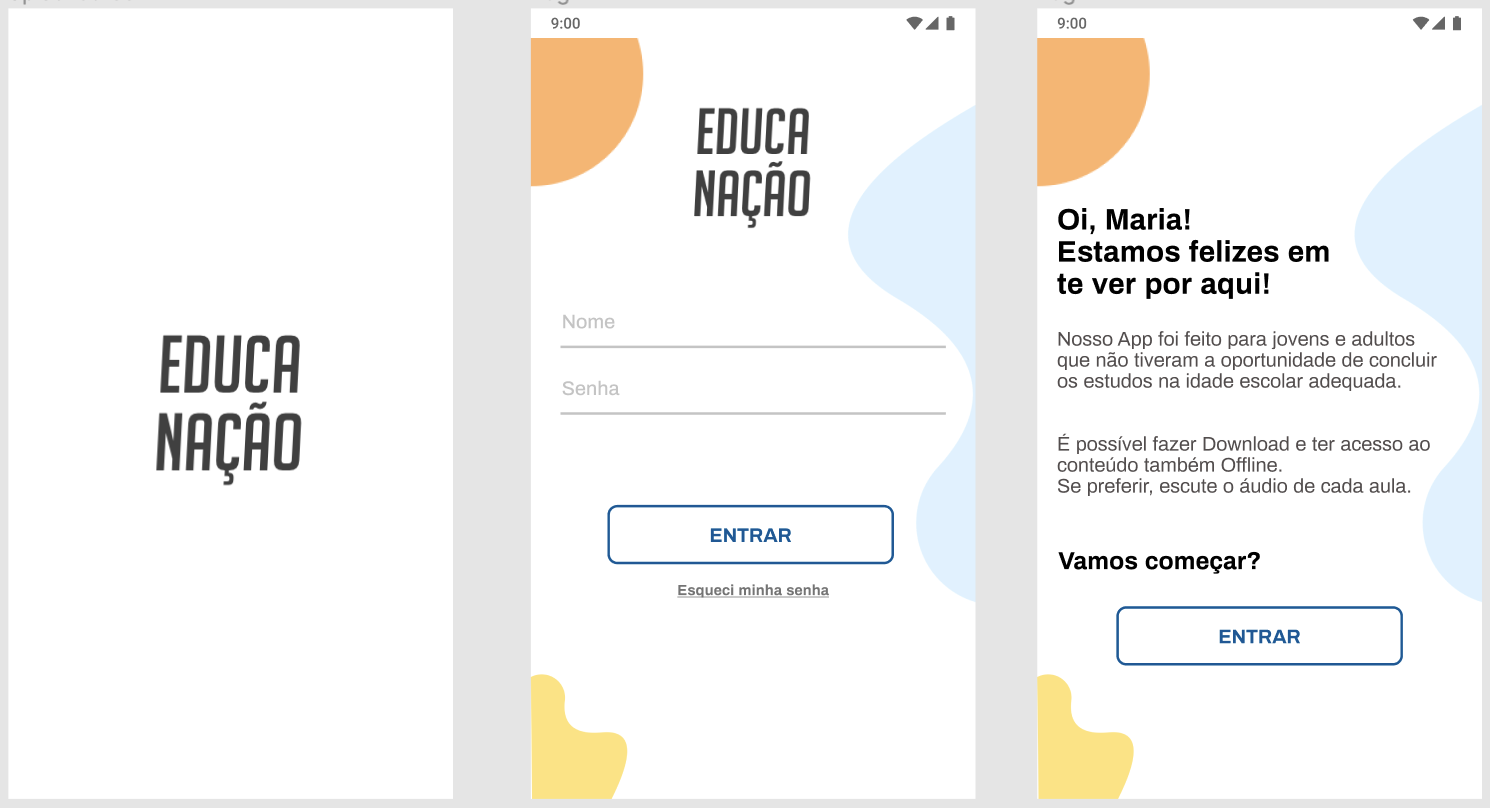 EDUCA
NAÇÃO
9:00
EDUCA
NAÇÃO
Nome
Senha
ENTRAR
Esqueci minha senha
9:00
Oi, Maria!
Estamos felizes em
te ver por aqui!
Nosso App foi feito para jovens e adultos
que não tiveram a oportunidade de concluir
os estudos na idade escolar adequada.
É possível fazer Download e ter acesso ao
conteúdo também Offline.
Se preferir, escute o áudio de cada aula.
Vamos começar?
ENTRAR